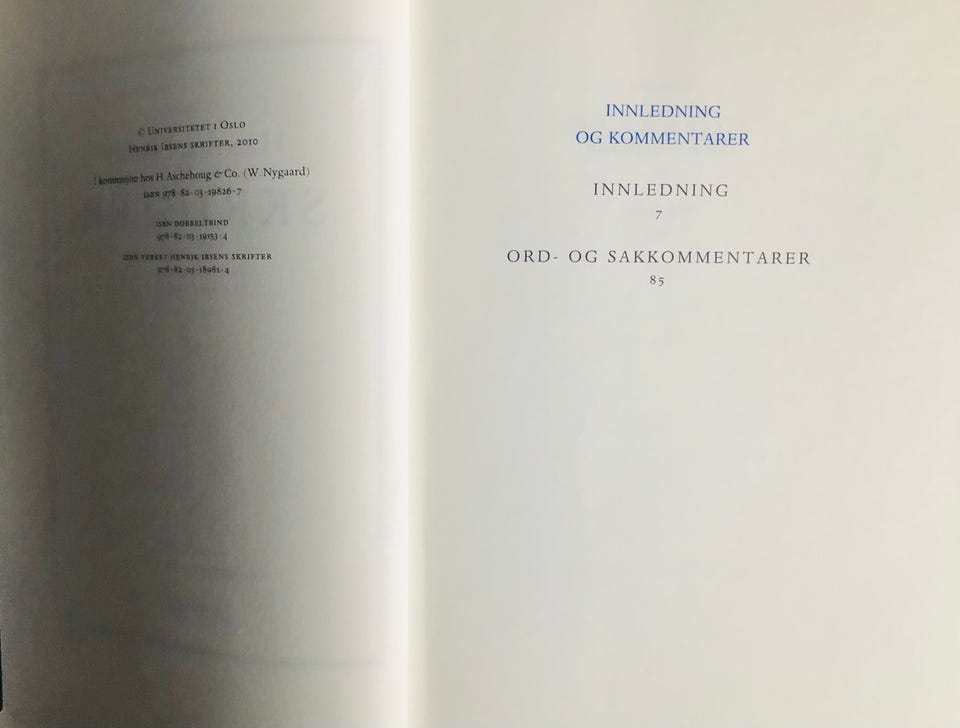 © UNIVERSITETET I OSLO
HENRIK IBSENS SKRIFTER, 2010
I kommisjon hos H. Aschehoug & Co. (W. Nygaard)
ISBN 978-82-03-19826-7
ISBN DOBBELTBIND
978-82-03-19153-4
ISBN VERKET HENRIK IBSENS SKRIFTER
978-82-03-18981-4
INNLEDNING
OG KOMMENTARER
INNLEDNING
7
ORD- OG SAKKOMMENTARER
85